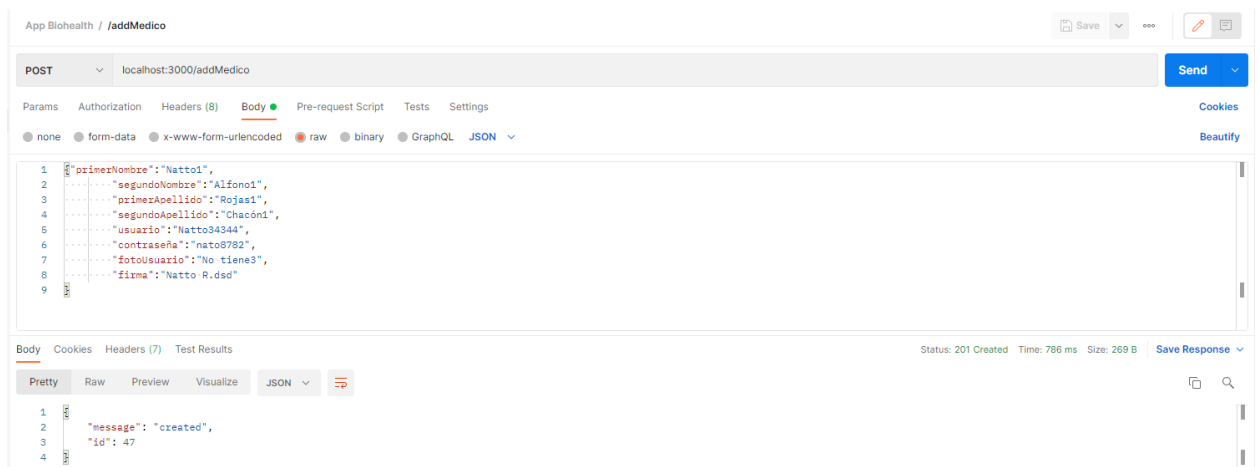 App Biohealth / /addMedico
Save
POST localhost:3000/addMedico Send
Params Authorization Headers (8) Body Pre-request Script Tests Settings Cookies
none form-data x-www-form-urlencoded raw binary GraphQL JSON Beautify
1 {"primerNombre":"Natto1",
2 "segundoNombre":"Alfono1",
3 "primerApellido":"Rojas1",
4 "segundoApellido":"Chacón1",
5 "usuario":"Natto34344",
6 "contraseña":"nato8782",
7 "fotoUsuario":"No tiene3",
8 "firma":"Natto R.dsd"
9 }
Body Cookies Headers (7) Test Results Status: 201 Created Time: 786 ms Size: 269 B Save Response
Pretty Raw Preview Visualize JSON
1 {
2 "message": "created",
3 "id": 47
4 }